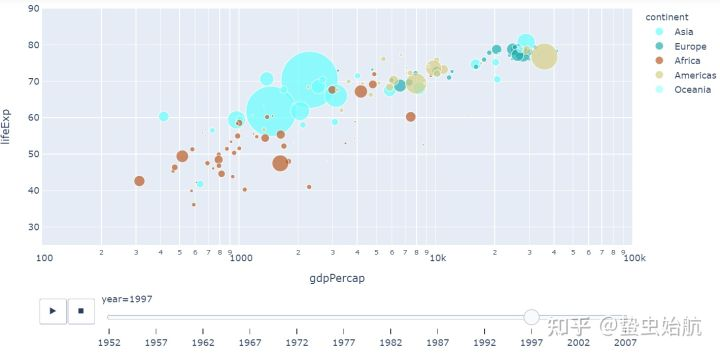 90
80
70
60
50
40
30
lifeExp
100 2 3 4 5 6 7 8 9 1000 2 3 4 5 6 7 8 9 10k 2 3 4 5 6 7 8 9 100k
gdpPercap
continent
Asia
Europe
Africa
Americas
Oceania
year=1997
1952 1957 1962 1967 1972 1977 1982 1987 1992 1997 2002 2007
知乎 @蛰虫始航